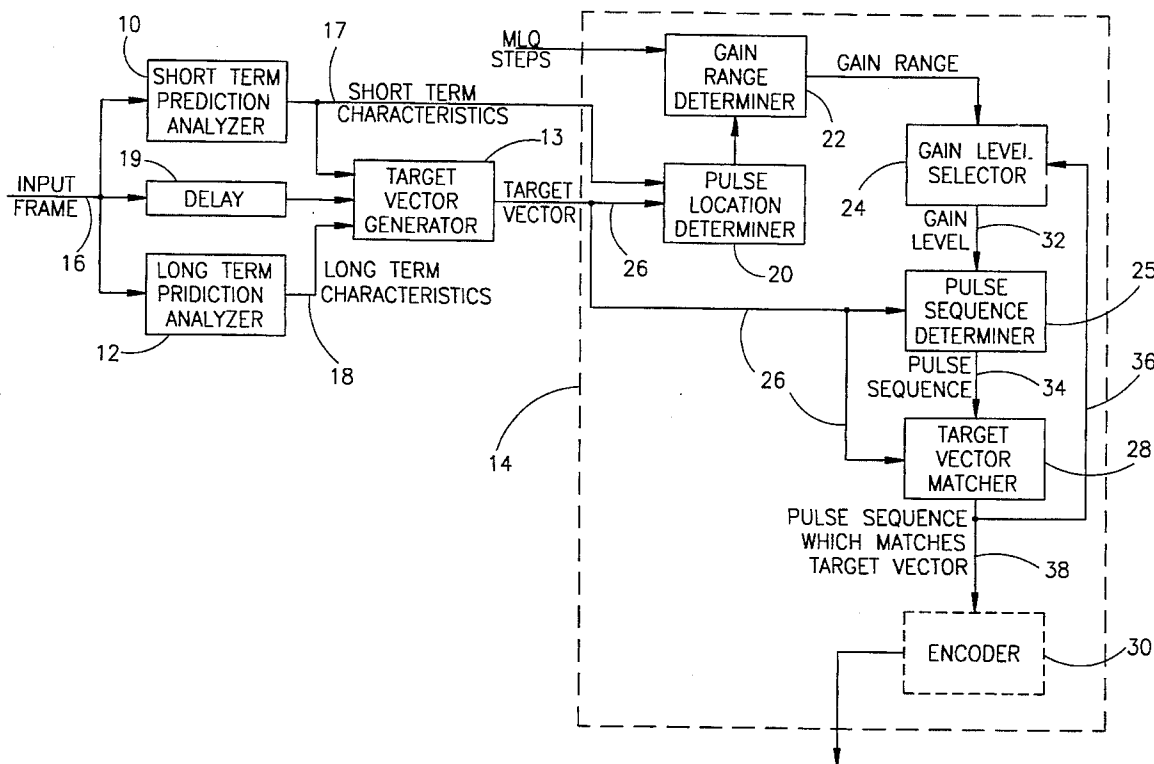 10
17
MLQ
STEPS
GAIN
RANGE
DETERMINER
GAIN RANGE
22
SHORT TERM
PREDICTION
ANALYZER
SHORT TERM
CHARACTERISTICS
13
19
INPUT
FRAME
16
DELAY
TARGET
VECTOR
GENERATOR
TARGET
VECTOR
26
PULSE
LOCATION
DETERMINER
20
24
GAIN LEVEL
SELECTOR
GAIN
LEVEL
32
LONG TERM
PRIDICTION
ANALYZER
12
LONG TERM
CHARACTERISTICS
18
PULSE
SEQUENCE
DETERMINER
25
26
PULSE
SEQUENCE
34
36
14
TARGET
VECTOR
MATCHER
28
PULSE SEQUENCE
WHICH MATCHES
TARGET VECTOR
38
ENCODER
30